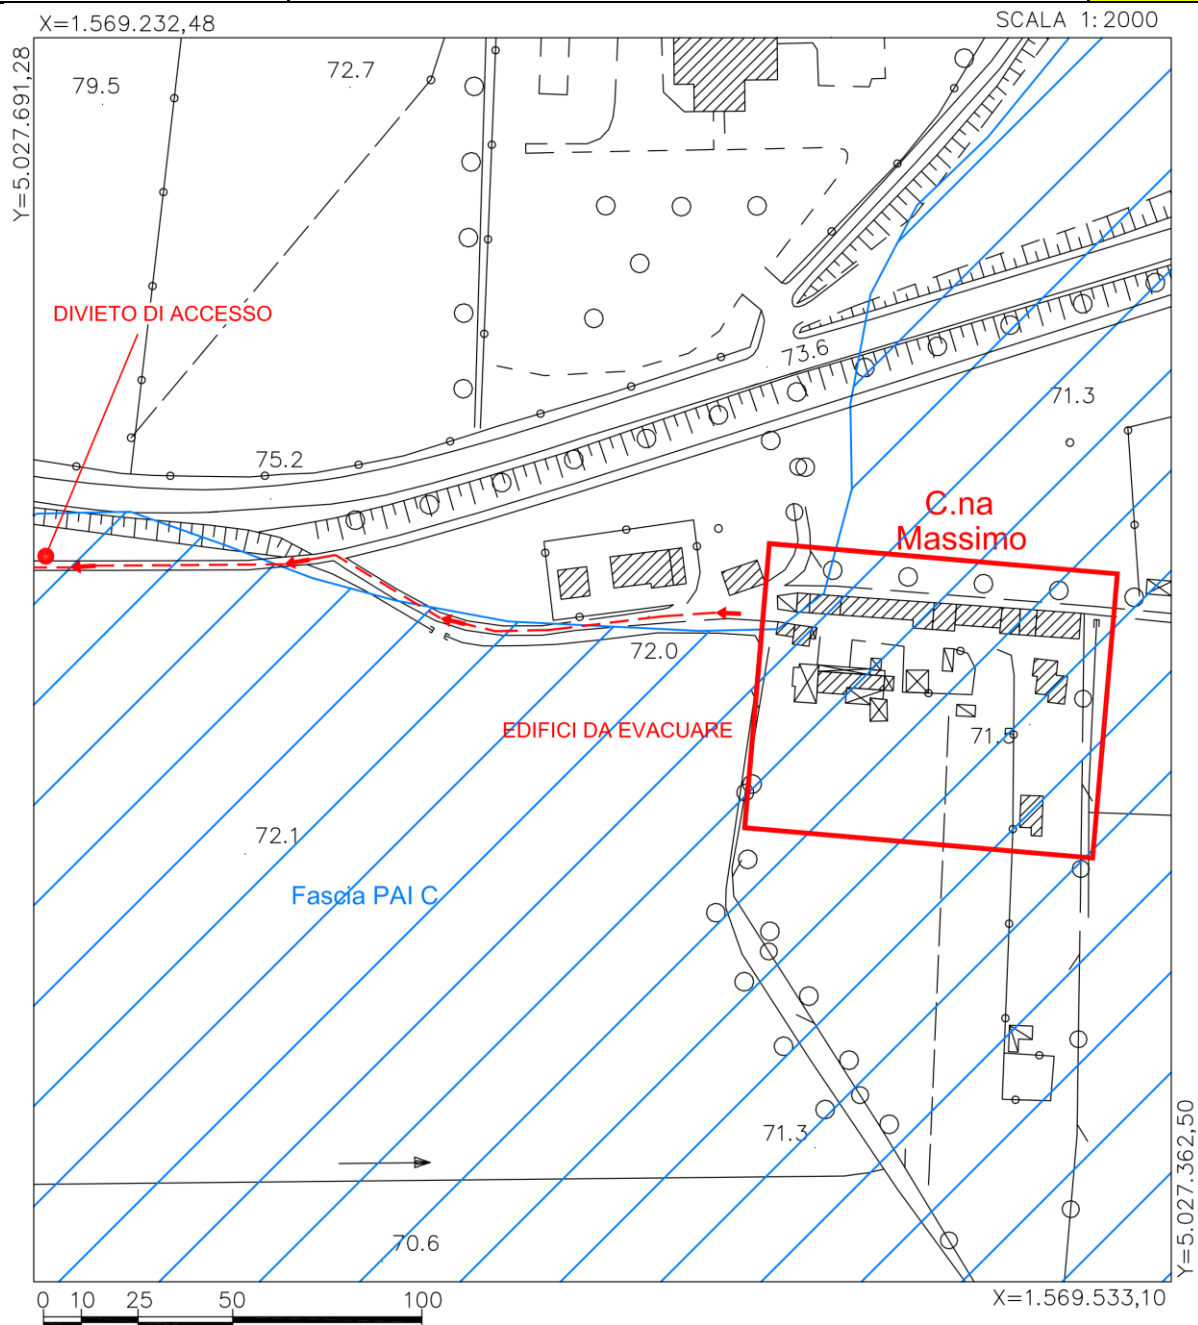 X=1.569.232,48
SCALA 1:2000
Y=5.027.691,28
79.5
72.7
DIVIETO DI ACCESSO
73.6
71.3
75.2
C.na
Massimo
72.0
EDIFICI DA EVACUARE
71.5
72.1
Fascia PAI C
71.3
70.6
Y=5.027.362,50
X=1.569.533,10
0 10 25 50 100